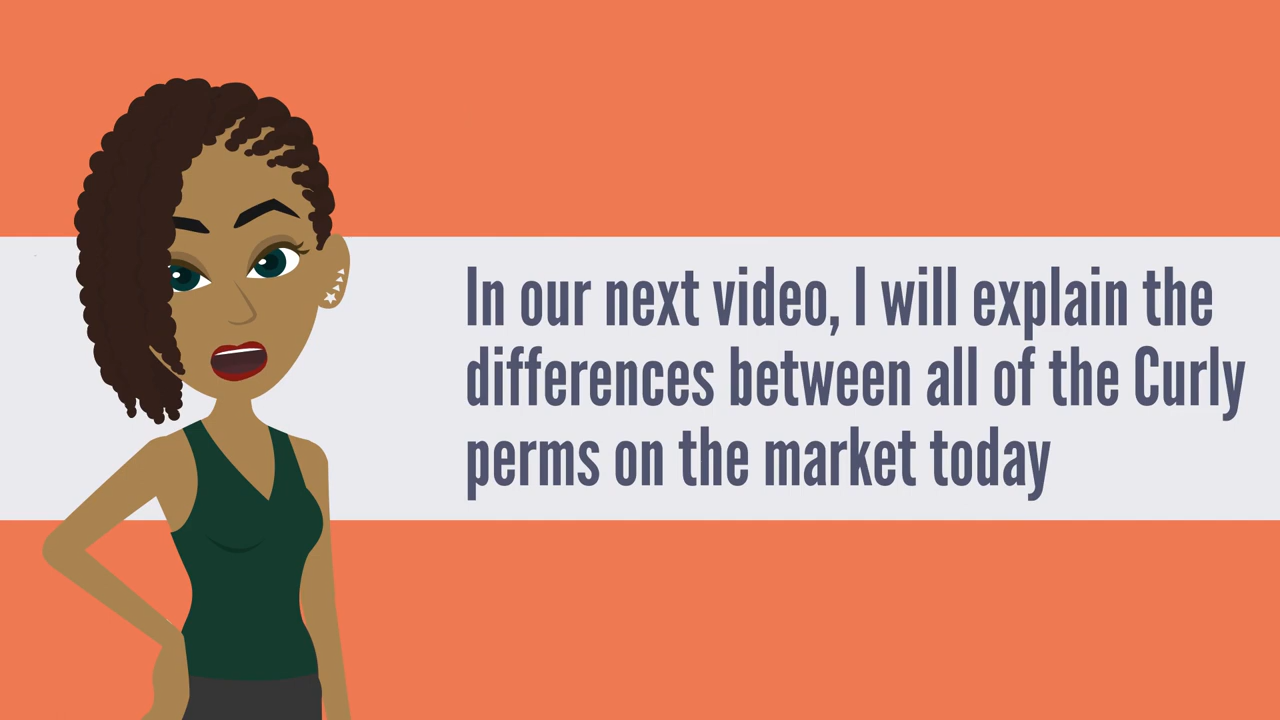 In our next video, I will explain the
differences between all of the Curly
perms on the market today